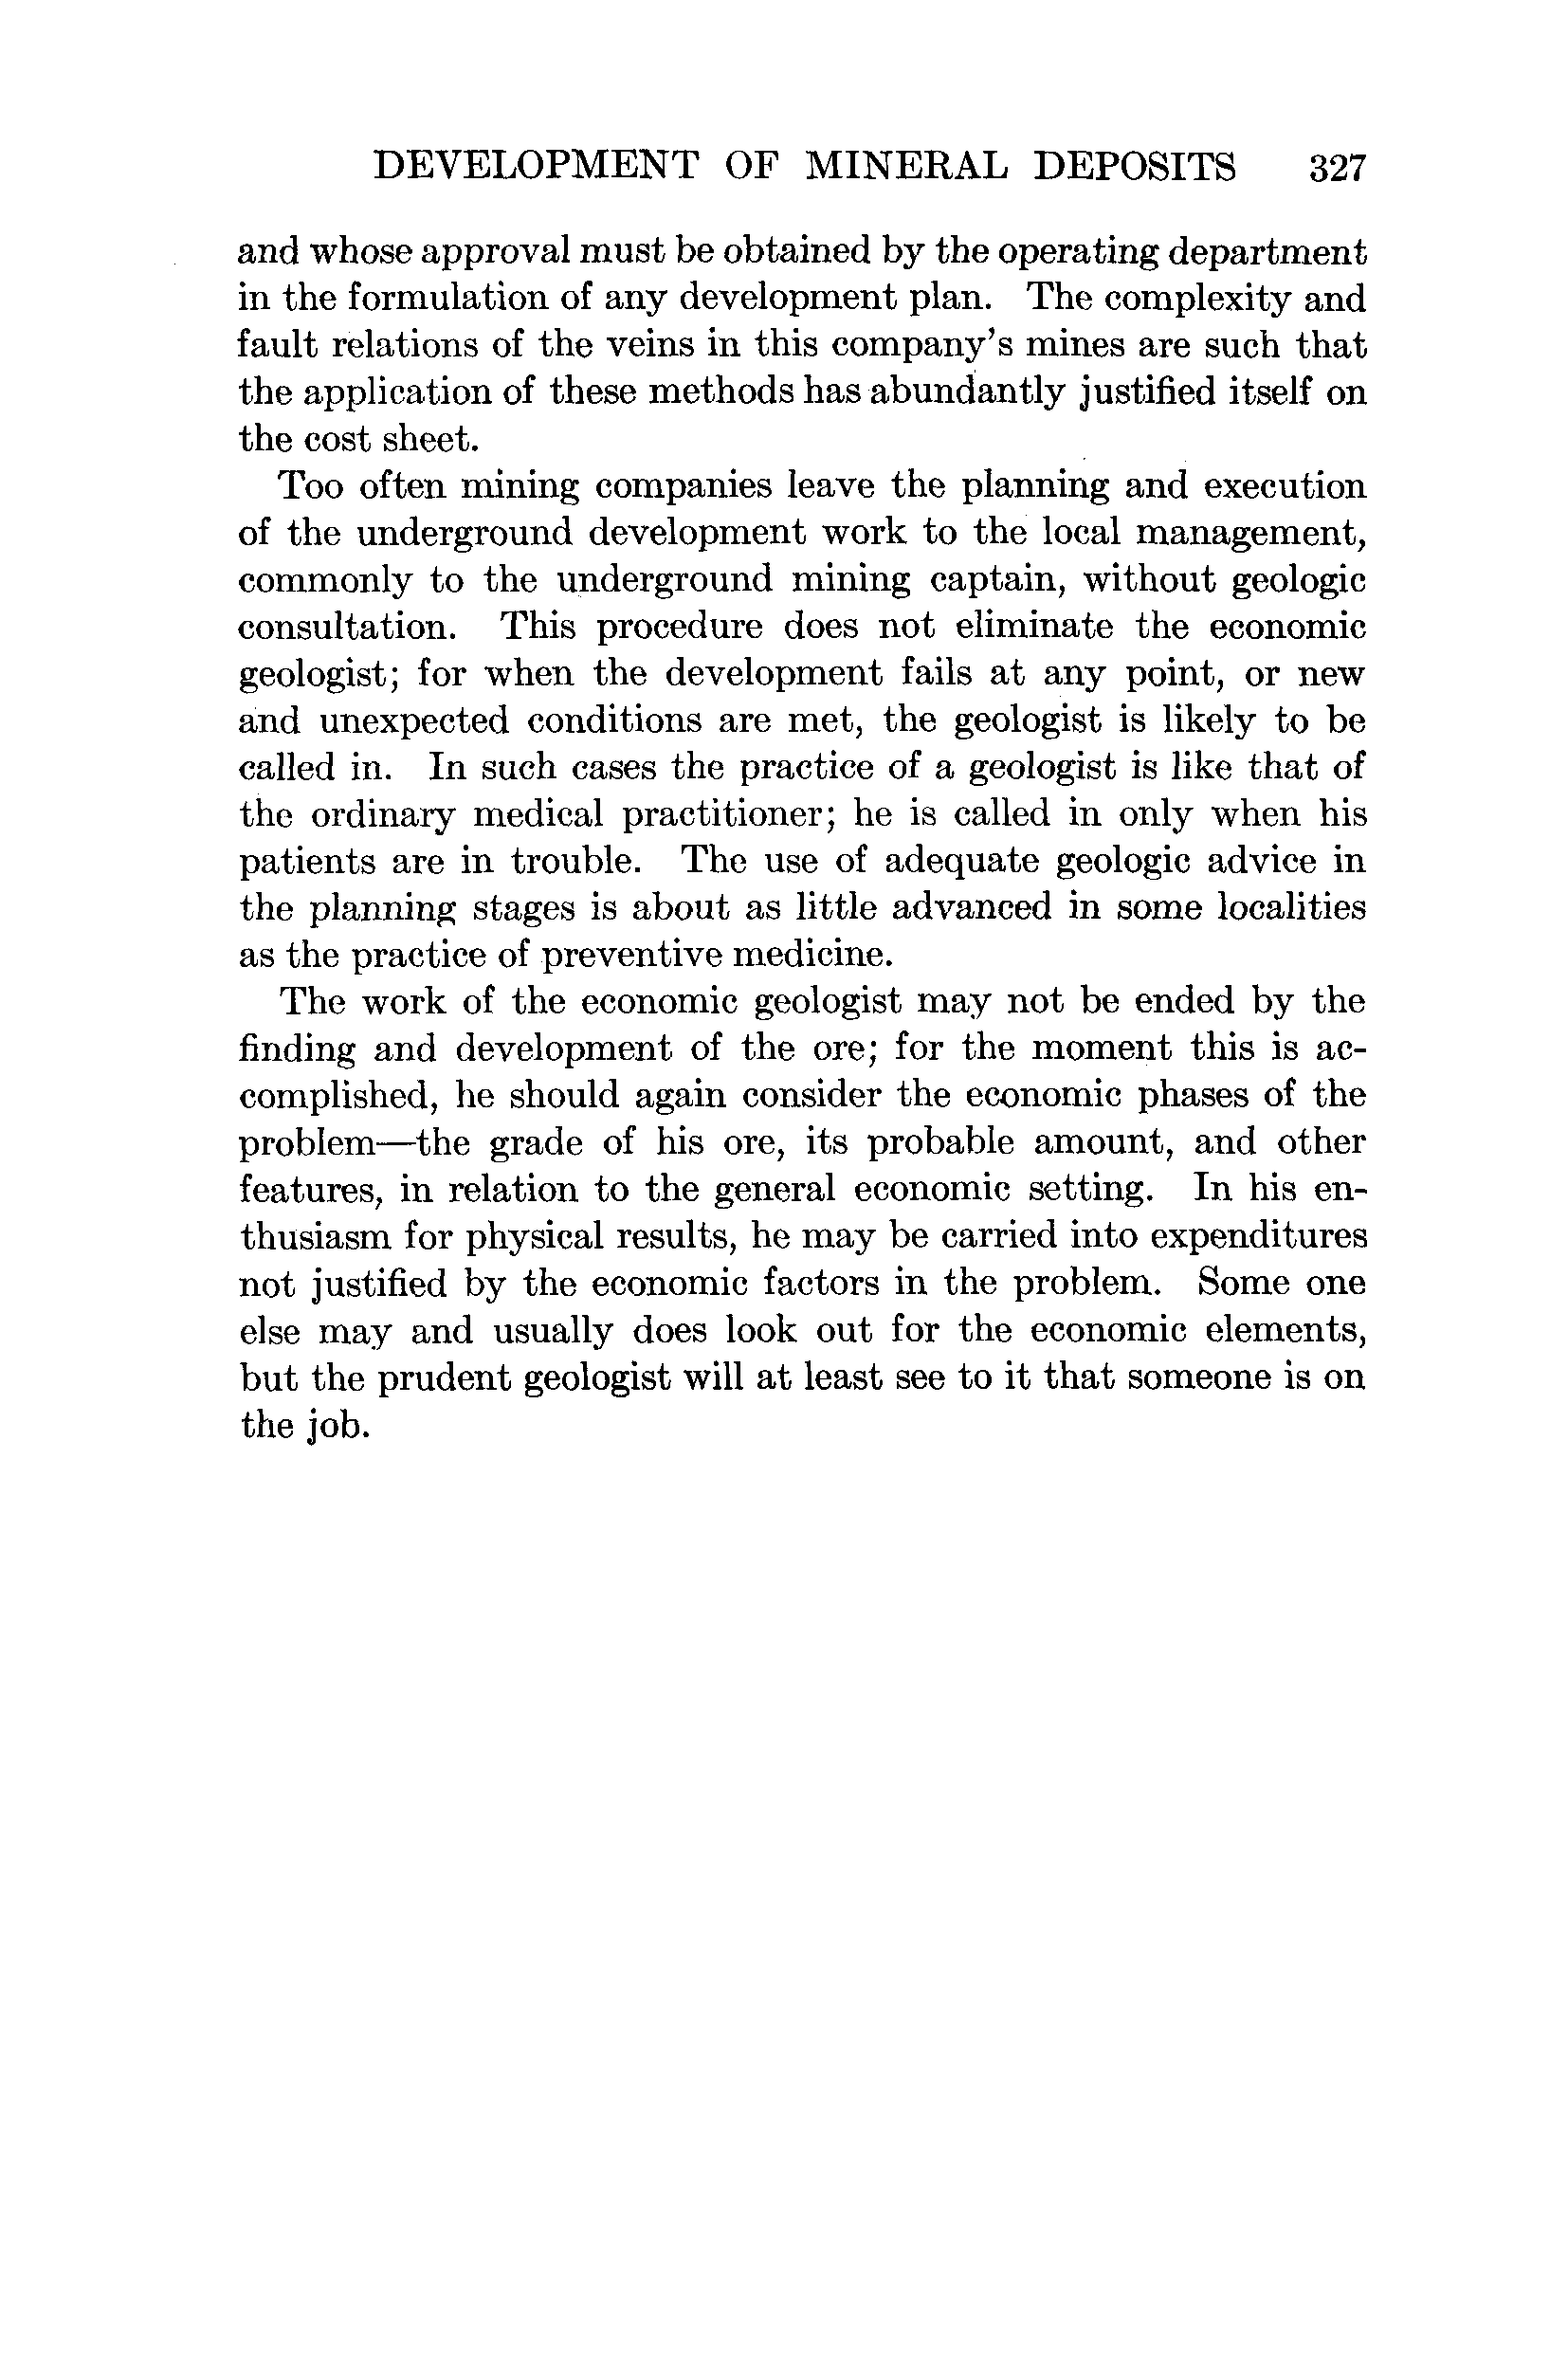 DEVELOPMENT OF MINERAL DEPOSITS 327
and whose approval must be obtained by the operating department
in the formulation of any development plan. The complexity and
fault relations of the veins in this company's mines are such that
the application of these methods has abundantly justified itself on
the cost sheet.
Too often mining companies leave the planning and execution
of the underground development work to the local management,
commonly to the underground mining captain, without geologic
consultation. This procedure does not eliminate the economic
geologist; for when the development fails at any point, or new
and unexpected conditions are met, the geologist is likely to be
called in. In such cases the practice of a geologist is like that of
the ordinary medical practitioner; he is called in only when his
patients are in trouble. The use of adequate geologic advice in
the planning stages is about as little advanced in some localities
as the practice of preventive medicine.
The work of the economic geologist may not be ended by the
finding and development of the ore; for the moment this is ac-
complished, he should again consider the economic phases of the
problem—the grade of his ore, its probable amount, and other
features, in relation to the general economic setting. In his en-
thusiasm for physical results, he may be carried into expenditures
not justified by the economic factors in the problem. Some one
else may and usually does look out for the economic elements,
but the prudent geologist will at least see to it that someone is on
the job.